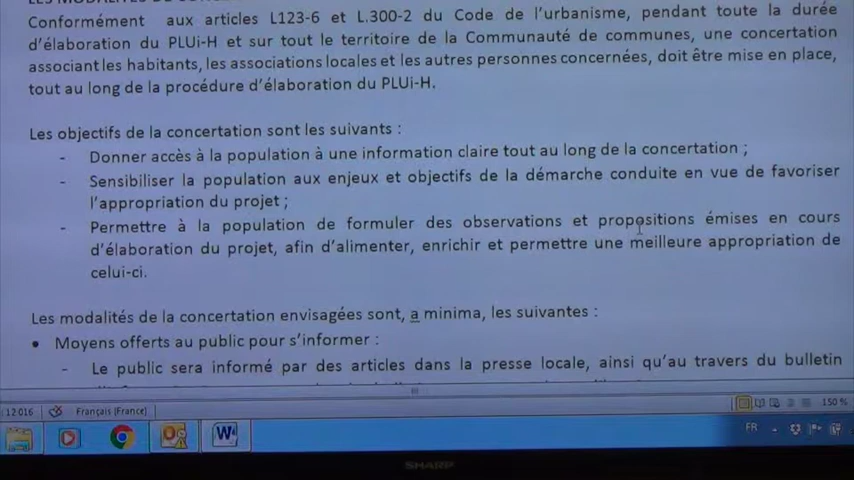 Conformément aux articles L123-6 et L.300-2 du Code de l'urbanisme, pendant toute la durée
d'élaboration du PLUi-H et sur tout le territoire de la Communauté de communes, une concertation
associant les habitants, les associations locales et les autres personnes concernées, doit être mise en place,
tout au long de la procédure d'élaboration du PLUi-H.
Les objectifs de la concertation sont les suivants :
- Donner accès à la population à une information claire tout au long de la concertation ;
- Sensibiliser la population aux enjeux et objectifs de la démarche conduite en vue de favoriser
l'appropriation du projet ;
- Permettre à la population de formuler des observations et propositions émises en cours
d'élaboration du projet, afin d'alimenter, enrichir et permettre une meilleure appropriation de
celui-ci.
Les modalités de la concertation envisagées sont, a minima, les suivantes :
• Moyens offerts au public pour s'informer :
- Le public sera informé par des articles dans la presse locale, ainsi qu'au travers du bulletin
12 016 Français (France) 150 %
FR
SHARP